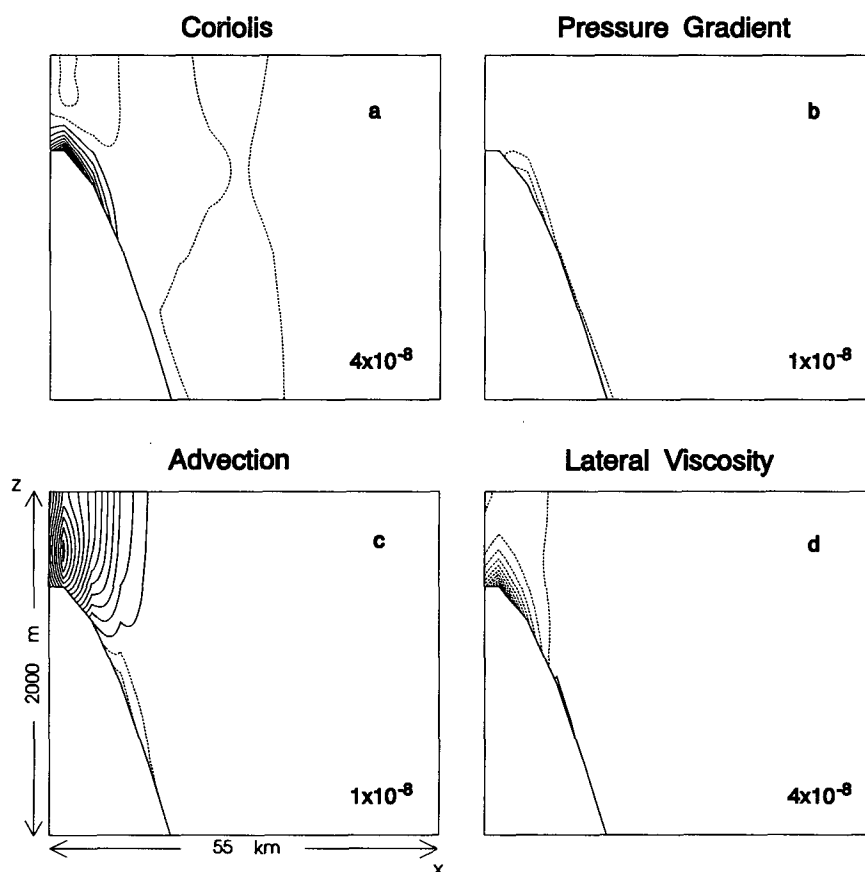 Coriolis
Pressure Gradient
a
b
4x10⁻⁸
1x10⁻⁸
Advection
Lateral Viscosity
z
c
d
2000 m
1x10⁻⁸
4x10⁻⁸
55 km
x